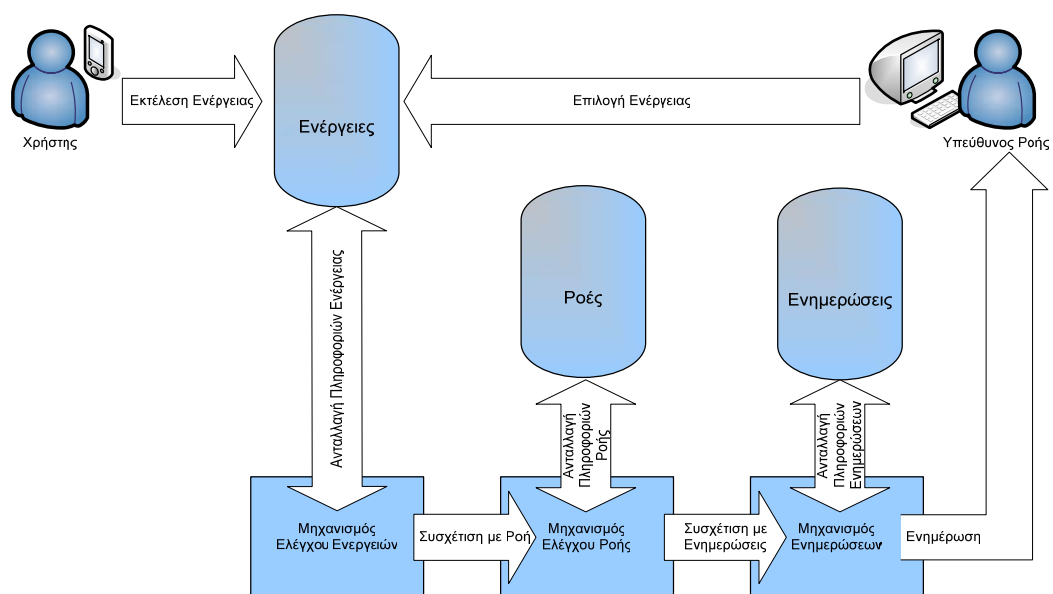 Χρήστης
Εκτέλεση Ενέργειας
Ενέργειες
Επιλογή Ενέργειας
Υπεύθυνος Ροής
Ανταλλαγή Πληροφοριών Ενέργειας
Ροές
Ενημερώσεις
Ανταλλαγή
Πληροφοριών
Ροής
Ανταλλαγή
Πληροφοριών
Ενημερώσεων
Μηχανισμός
Ελέγχου Ενεργειών
Συσχέτιση με Ροή
Μηχανισμός
Ελέγχου Ροής
Συσχέτιση με
Ενημερώσεις
Μηχανισμός
Ενημερώσεων
Ενημέρωση